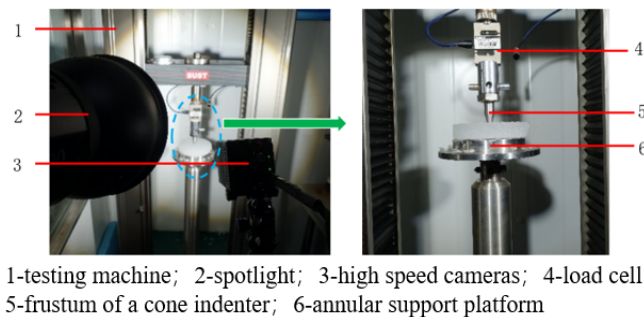 1
2
3
SUST
4
5
6
1-testing machine; 2-spotlight; 3-high speed cameras; 4-load cell
5-frustum of a cone indenter; 6-annular support platform